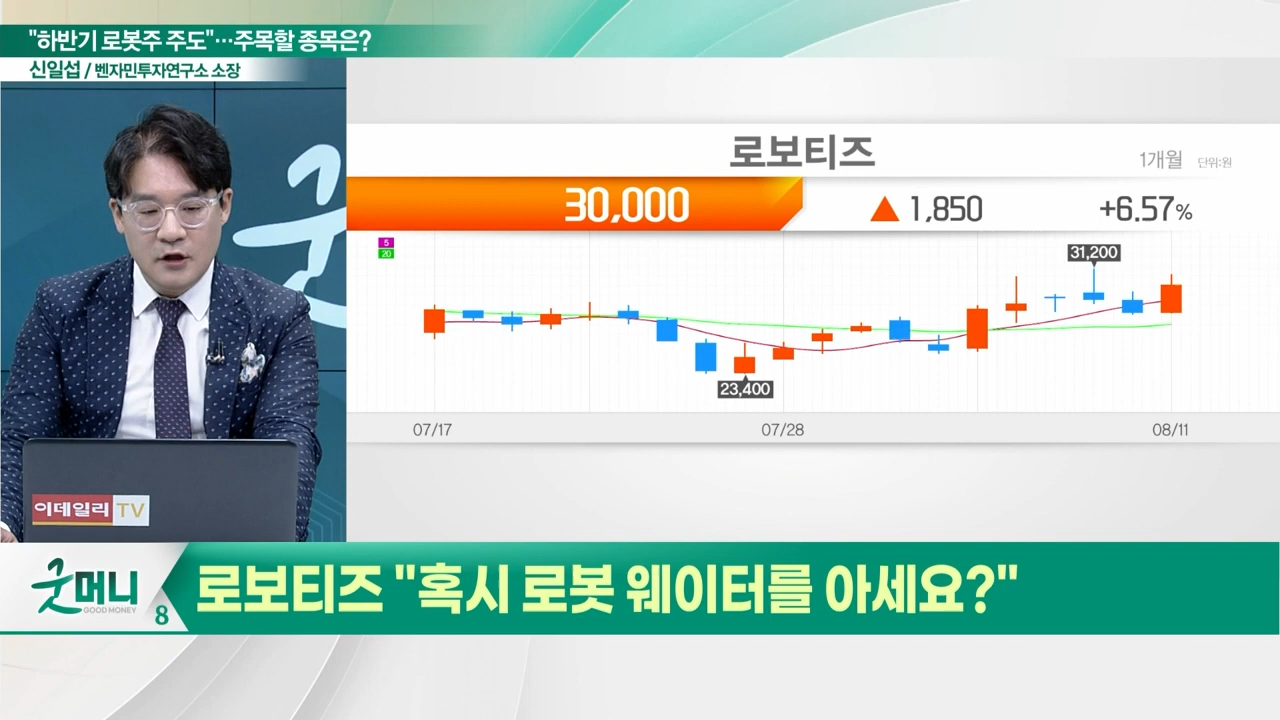 "하반기 로봇주 주도"…주목할 종목은?
신일섭 / 벤자민투자연구소 소장
로보티즈
1개월 단위:원
30,000 ▲ 1,850 +6.57%
5
20
31,200
23,400
07/17 07/28 08/11
이데일리 TV
굿머니
GOOD MONEY
8
로보티즈 "혹시 로봇 웨이터를 아세요?"